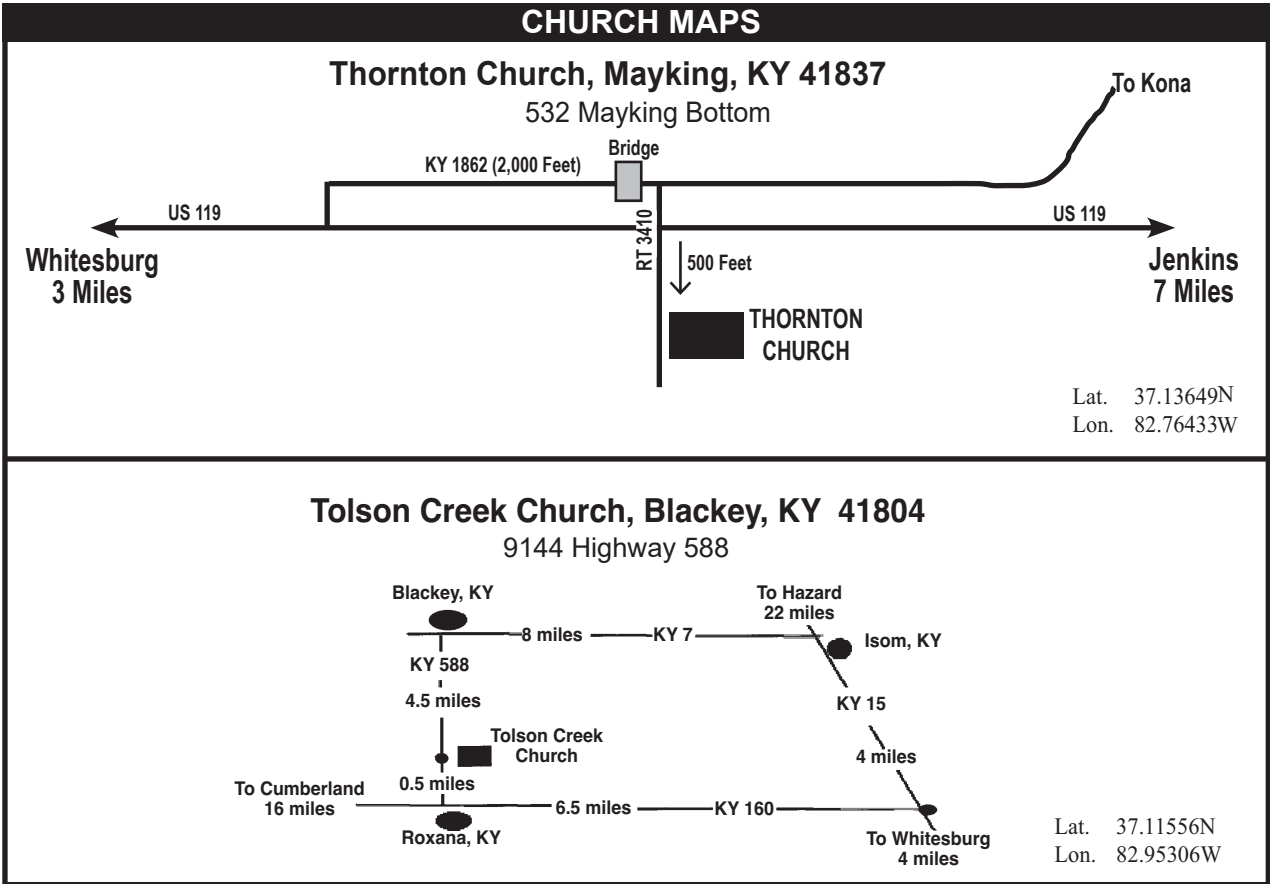 CHURCH MAPS
Thornton Church, Mayking, KY 41837
532 Mayking Bottom
To Kona
Bridge
KY 1862 (2,000 Feet)
US 119
US 119
RT 3410
Whitesburg
3 Miles
500 Feet
Jenkins
7 Miles
THORNTON
CHURCH
Lat. 37.13649N
Lon. 82.76433W
Tolson Creek Church, Blackey, KY 41804
9144 Highway 588
Blackey, KY
To Hazard
22 miles
8 miles
KY 7
Isom, KY
KY 588
4.5 miles
KY 15
Tolson Creek
Church
4 miles
0.5 miles
To Cumberland
16 miles
6.5 miles
KY 160
Roxana, KY
To Whitesburg
4 miles
Lat. 37.11556N
Lon. 82.95306W